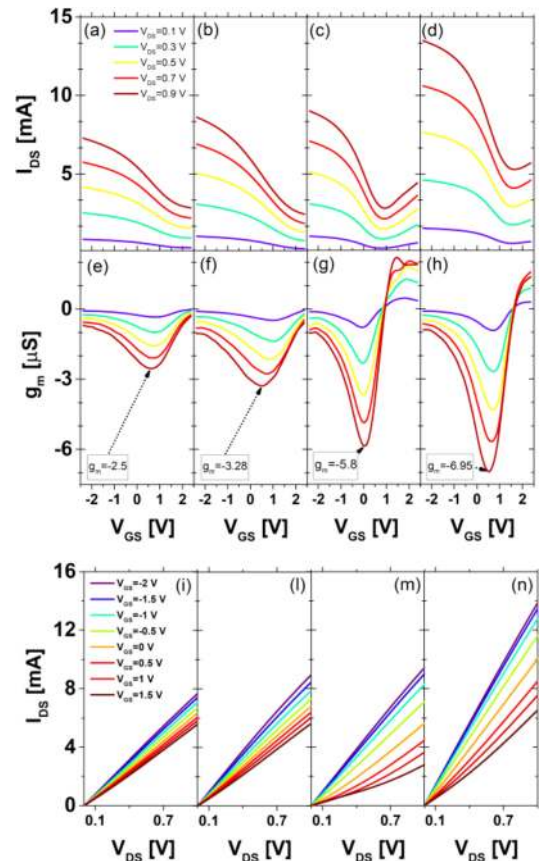 15
10
5
I_DS [mA]
(a)
V_DS=0.1 V
V_DS=0.3 V
V_DS=0.5 V
V_DS=0.7 V
V_DS=0.9 V
(b)
(c)
(d)
0
-3
-6
g_m [µS]
(e)
(f)
(g)
(h)
g_m=-2.5
g_m=-3.28
g_m=-5.8
g_m=-6.95
-2 -1 0 1 2 -2 -1 0 1 2 -2 -1 0 1 2 -2 -1 0 1 2
V_GS [V] V_GS [V] V_GS [V] V_GS [V]
16
12
8
4
0
I_DS [mA]
(i)
V_GS=-2 V
V_GS=-1.5 V
V_GS=-1 V
V_GS=-0.5 V
V_GS=0 V
V_GS=0.5 V
V_GS=1 V
V_GS=1.5 V
(l)
(m)
(n)
0.1 0.7 0.1 0.7 0.1 0.7 0.1 0.7
V_DS [V] V_DS [V] V_DS [V] V_DS [V]